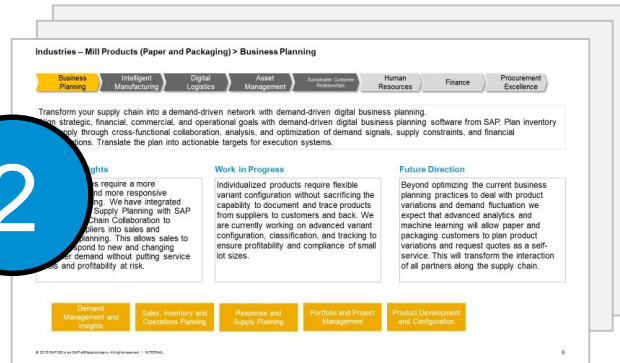 Industries – Mill Products (Paper and Packaging) > Business Planning
Business Planning
Intelligent Manufacturing
Digital Logistics
Asset Management
Sustainable Customer Relationships
Human Resources
Finance
Procurement Excellence
Transform your supply chain into a demand-driven network with demand-driven digital business planning.
strategic, financial, commercial, and operational goals with demand-driven digital business planning software from SAP. Plan inventory
through cross-functional collaboration, analysis, and optimization of demand signals, supply constraints, and financial
Translate the plan into actionable targets for execution systems.
2
require a more
more responsive
We have integrated
Supply Planning with SAP
Chain Collaboration to
into sales and
planning. This allows sales to
to new and changing
demand without putting service
and profitability at risk.
Work in Progress
Individualized products require flexible
variant configuration without sacrificing the
capability to document and trace products
from suppliers to customers and back. We
are currently working on advanced variant
configuration, classification, and tracking to
ensure profitability and compliance of small
lot sizes.
Future Direction
Beyond optimizing the current business
planning practices to deal with product
variations and demand fluctuation we
expect that advanced analytics and
machine learning will allow paper and
packaging customers to plan product
variations and request quotes as a self-
service. This will transform the interaction
of all partners along the supply chain.
Demand
Management and
Insights
Sales, Inventory and
Operations Planning
Response and
Supply Planning
Portfolio and Project
Management
Product Development
and Configuration